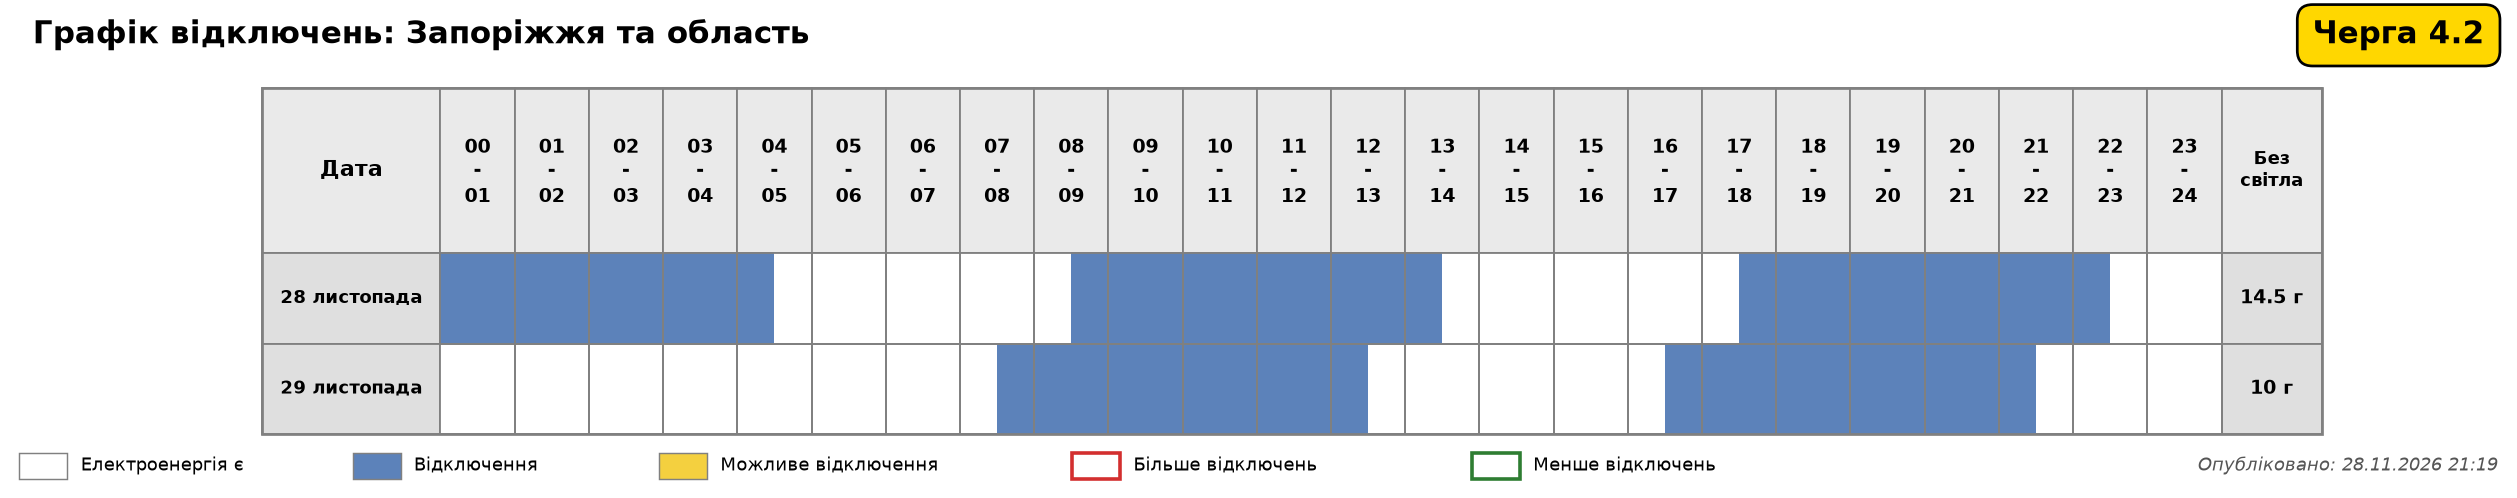 Графік відключень: Запоріжжя та область
Черга 4.2
Дата
00 - 01
01 - 02
02 - 03
03 - 04
04 - 05
05 - 06
06 - 07
07 - 08
08 - 09
09 - 10
10 - 11
11 - 12
12 - 13
13 - 14
14 - 15
15 - 16
16 - 17
17 - 18
18 - 19
19 - 20
20 - 21
21 - 22
22 - 23
23 - 24
Без
світла
28 листопада
14.5 г
29 листопада
10 г
Електроенергія є
Відключення
Можливе відключення
Більше відключень
Менше відключень
Опубліковано: 28.11.2026 21:19